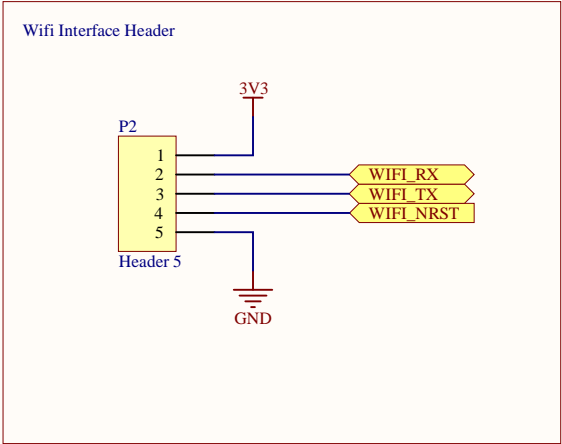 Wifi Interface Header
3V3
P2
1
2
WIFI_RX
3
WIFI_TX
4
WIFI_NRST
5
Header 5
GND